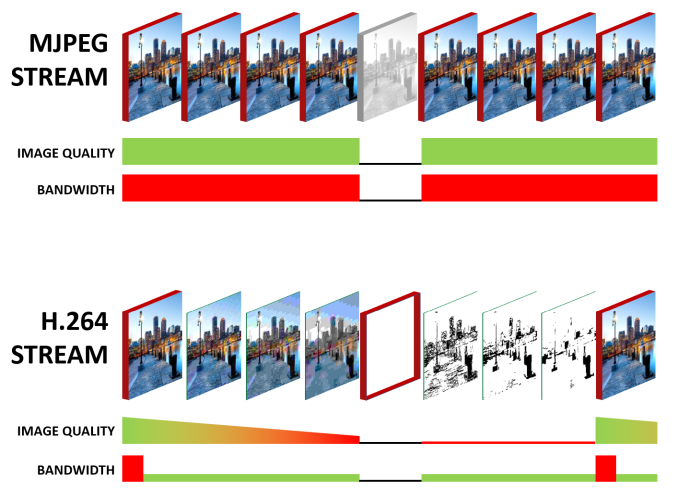 MJPEG
STREAM
IMAGE QUALITY
BANDWIDTH
H.264
STREAM
IMAGE QUALITY
BANDWIDTH